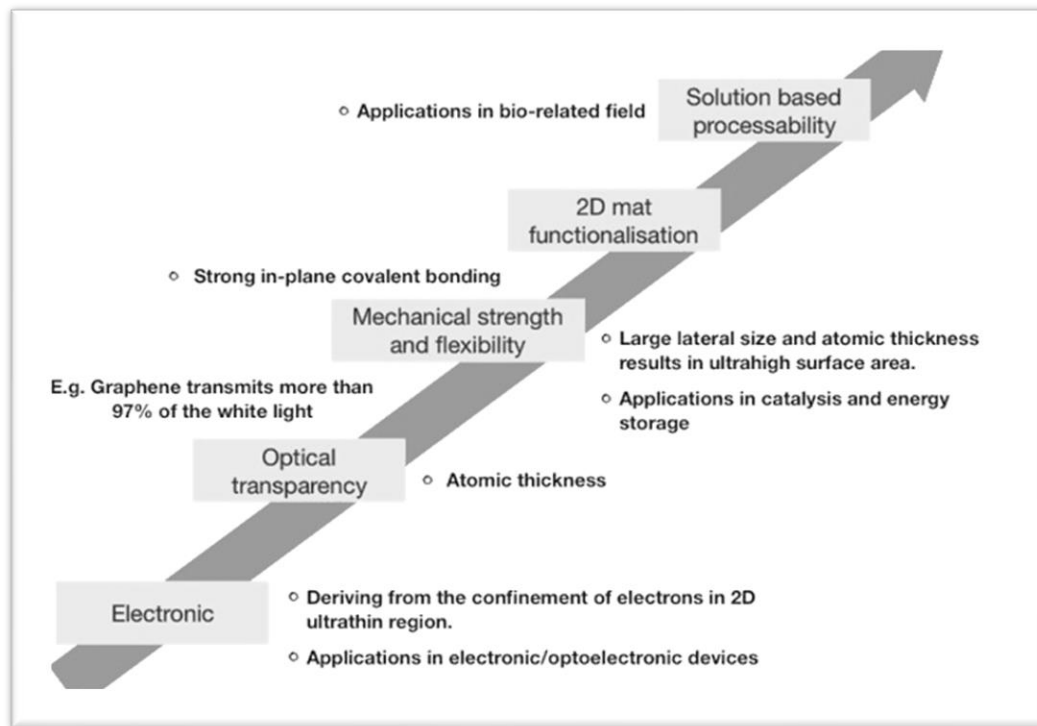 Solution based
processability
Applications in bio-related field
2D mat
functionalisation
Strong in-plane covalent bonding
Mechanical strength
and flexibility
Large lateral size and atomic thickness
results in ultrahigh surface area.
Applications in catalysis and energy
storage
E.g. Graphene transmits more than
97% of the white light
Optical
transparency
Atomic thickness
Electronic
Deriving from the confinement of electrons in 2D
ultrathin region.
Applications in electronic/optoelectronic devices